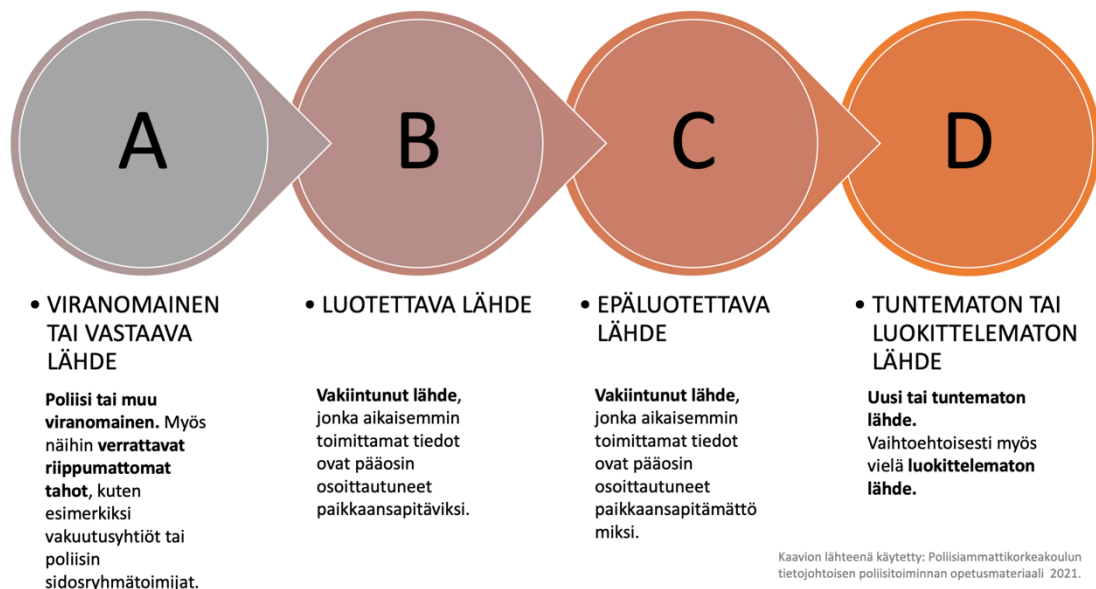 A
B
C
D
• VIRANOMAINEN
TAI VASTAAVA
LÄHDE
Poliisi tai muu
viranomainen. Myös
näihin verrattavat
riippumattomat
tahot, kuten
esimerkiksi
vakuutusyhtiöt tai
poliisin
sidosryhmätoimijat.
• LUOTETTAVA LÄHDE
Vakiintunut lähde,
jonka aikaisemmin
toimittamat tiedot
ovat pääosin
osoittautuneet
paikkaansapitäviksi.
• EPÄLUOTETTAVA
LÄHDE
Vakiintunut lähde,
jonka aikaisemmin
toimittamat tiedot
ovat pääosin
osoittautuneet
paikkaansapitämättö
miksi.
• TUNTEMATON TAI
LUOKITTELEMATON
LÄHDE
Uusi tai tuntematon
lähde.
Vaihtoehtoisesti myös
vielä luokittelematon
lähde.
Kaavion lähteenä käytetty: Poliisiammattikorkeakoulun
tietojohtoisen poliisitoiminnan opetusmateriaali 2021.